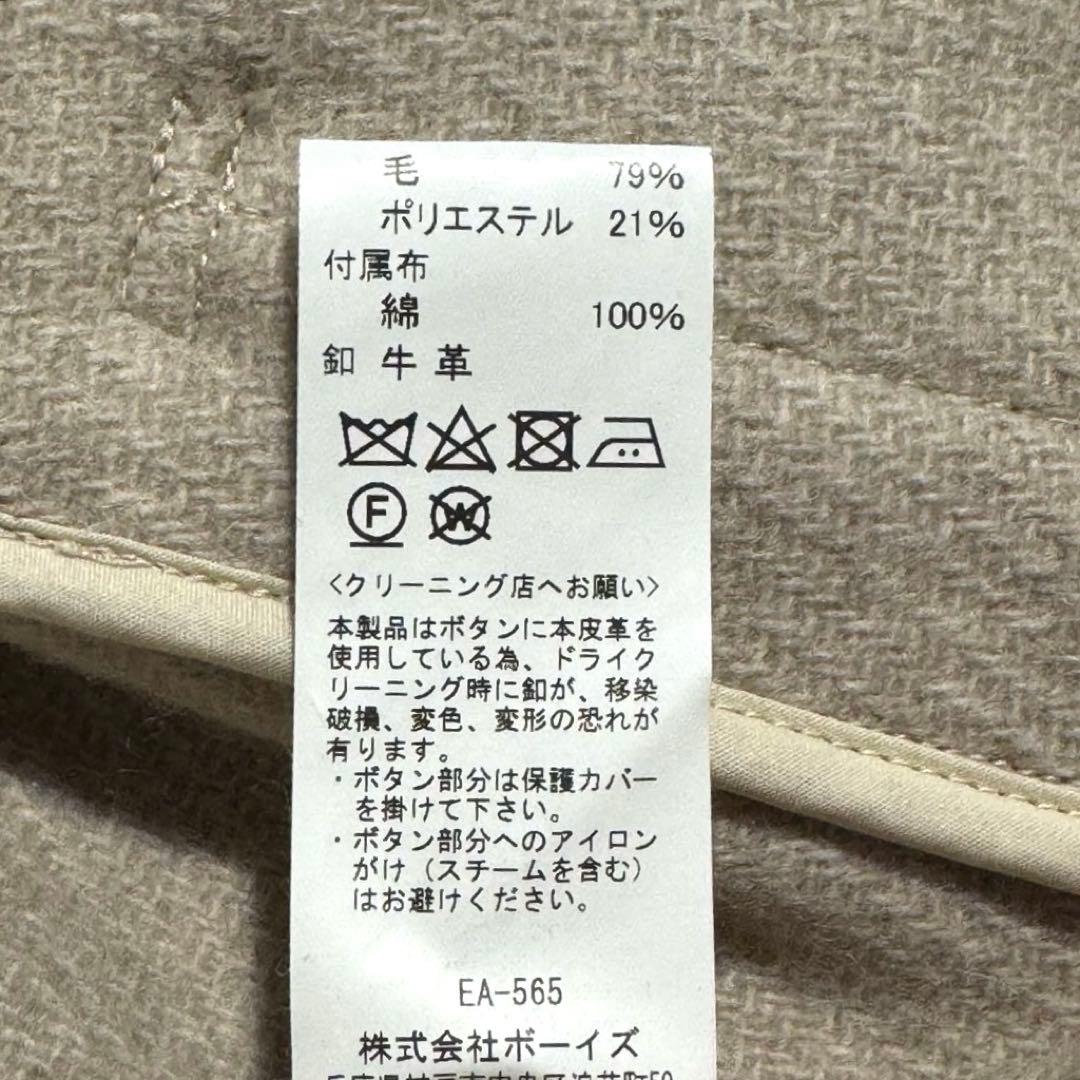 毛 79%
ポリエステル 21%
付属布
綿 100%
釦 牛革
F W
<クリーニング店へお願い>
本製品はボタンに本皮革を
使用している為、ドライク
リーニング時に釦が、移染
破損、変色、変形の恐れが
有ります。
・ボタン部分は保護カバー
を掛けて下さい。
・ボタン部分へのアイロン
がけ（スチームを含む）
はお避けください。
EA-565
株式会社ボーイズ